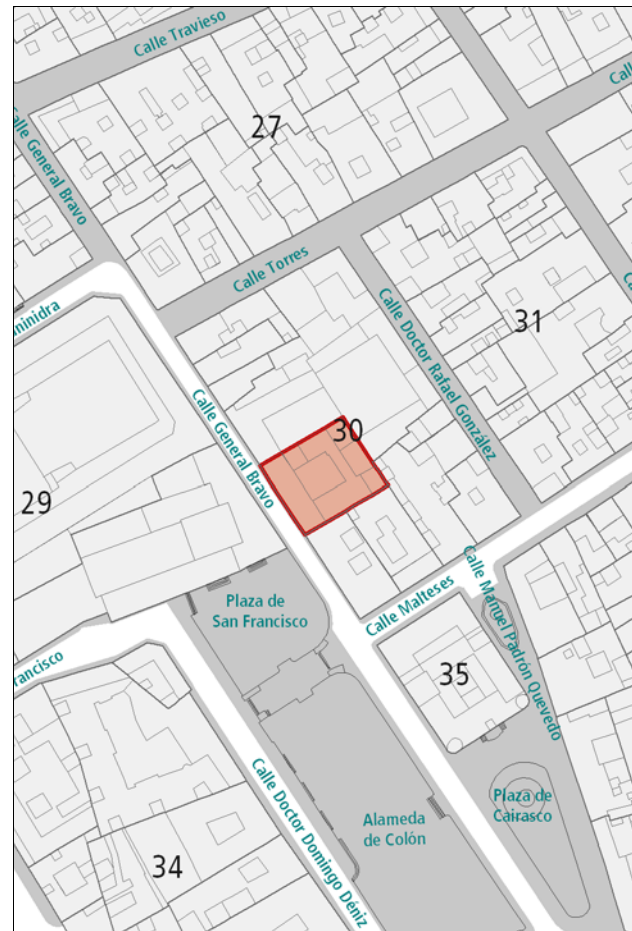 Calle Travieso
27
Calle General Bravo
Calle Torres
31
Calle Doctor Rafael González
30
Calle General Bravo
29
Plaza de
San Francisco
Calle Malteses
Calle Manuel Padrón Quevedo
35
Plaza de
Cairasco
Alameda
de Colón
Calle Doctor Domingo Déniz
34
rancisco